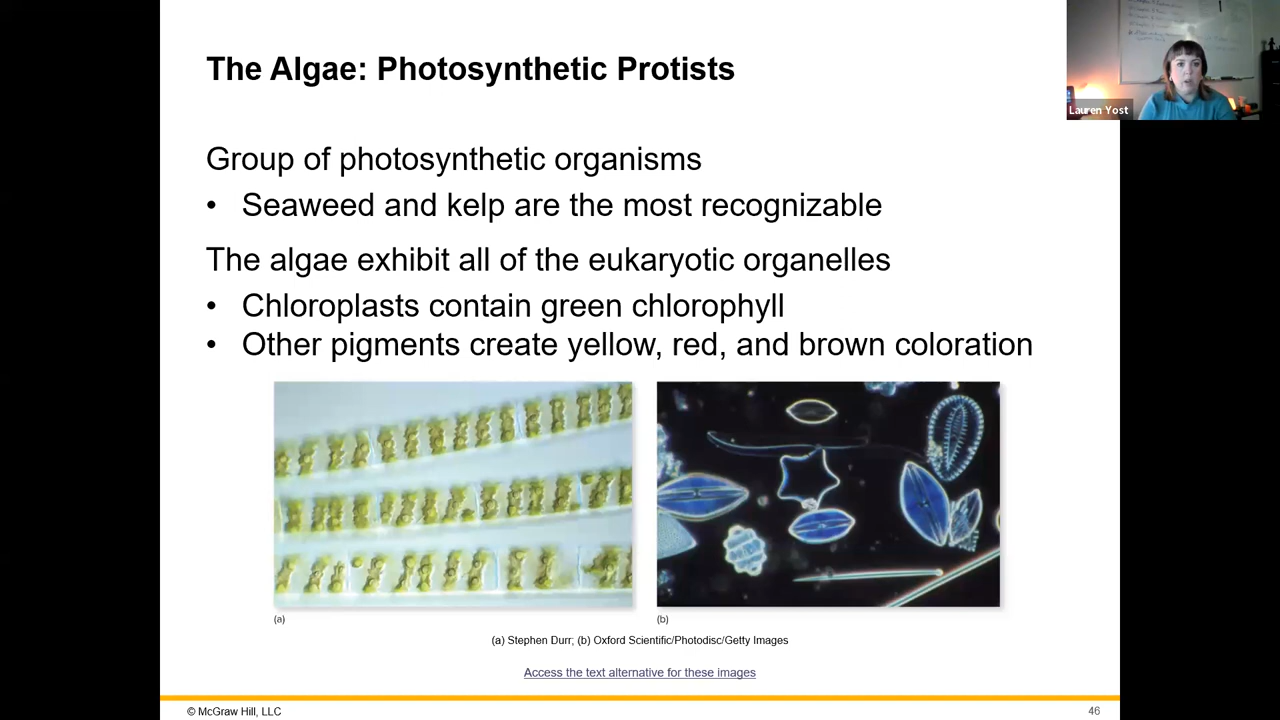 The Algae: Photosynthetic Protists
Lauren Yost
Group of photosynthetic organisms
• Seaweed and kelp are the most recognizable
The algae exhibit all of the eukaryotic organelles
• Chloroplasts contain green chlorophyll
• Other pigments create yellow, red, and brown coloration
(a)
(b)
(a) Stephen Durr; (b) Oxford Scientific/Photodisc/Getty Images
Access the text alternative for these images
© McGraw Hill, LLC
46